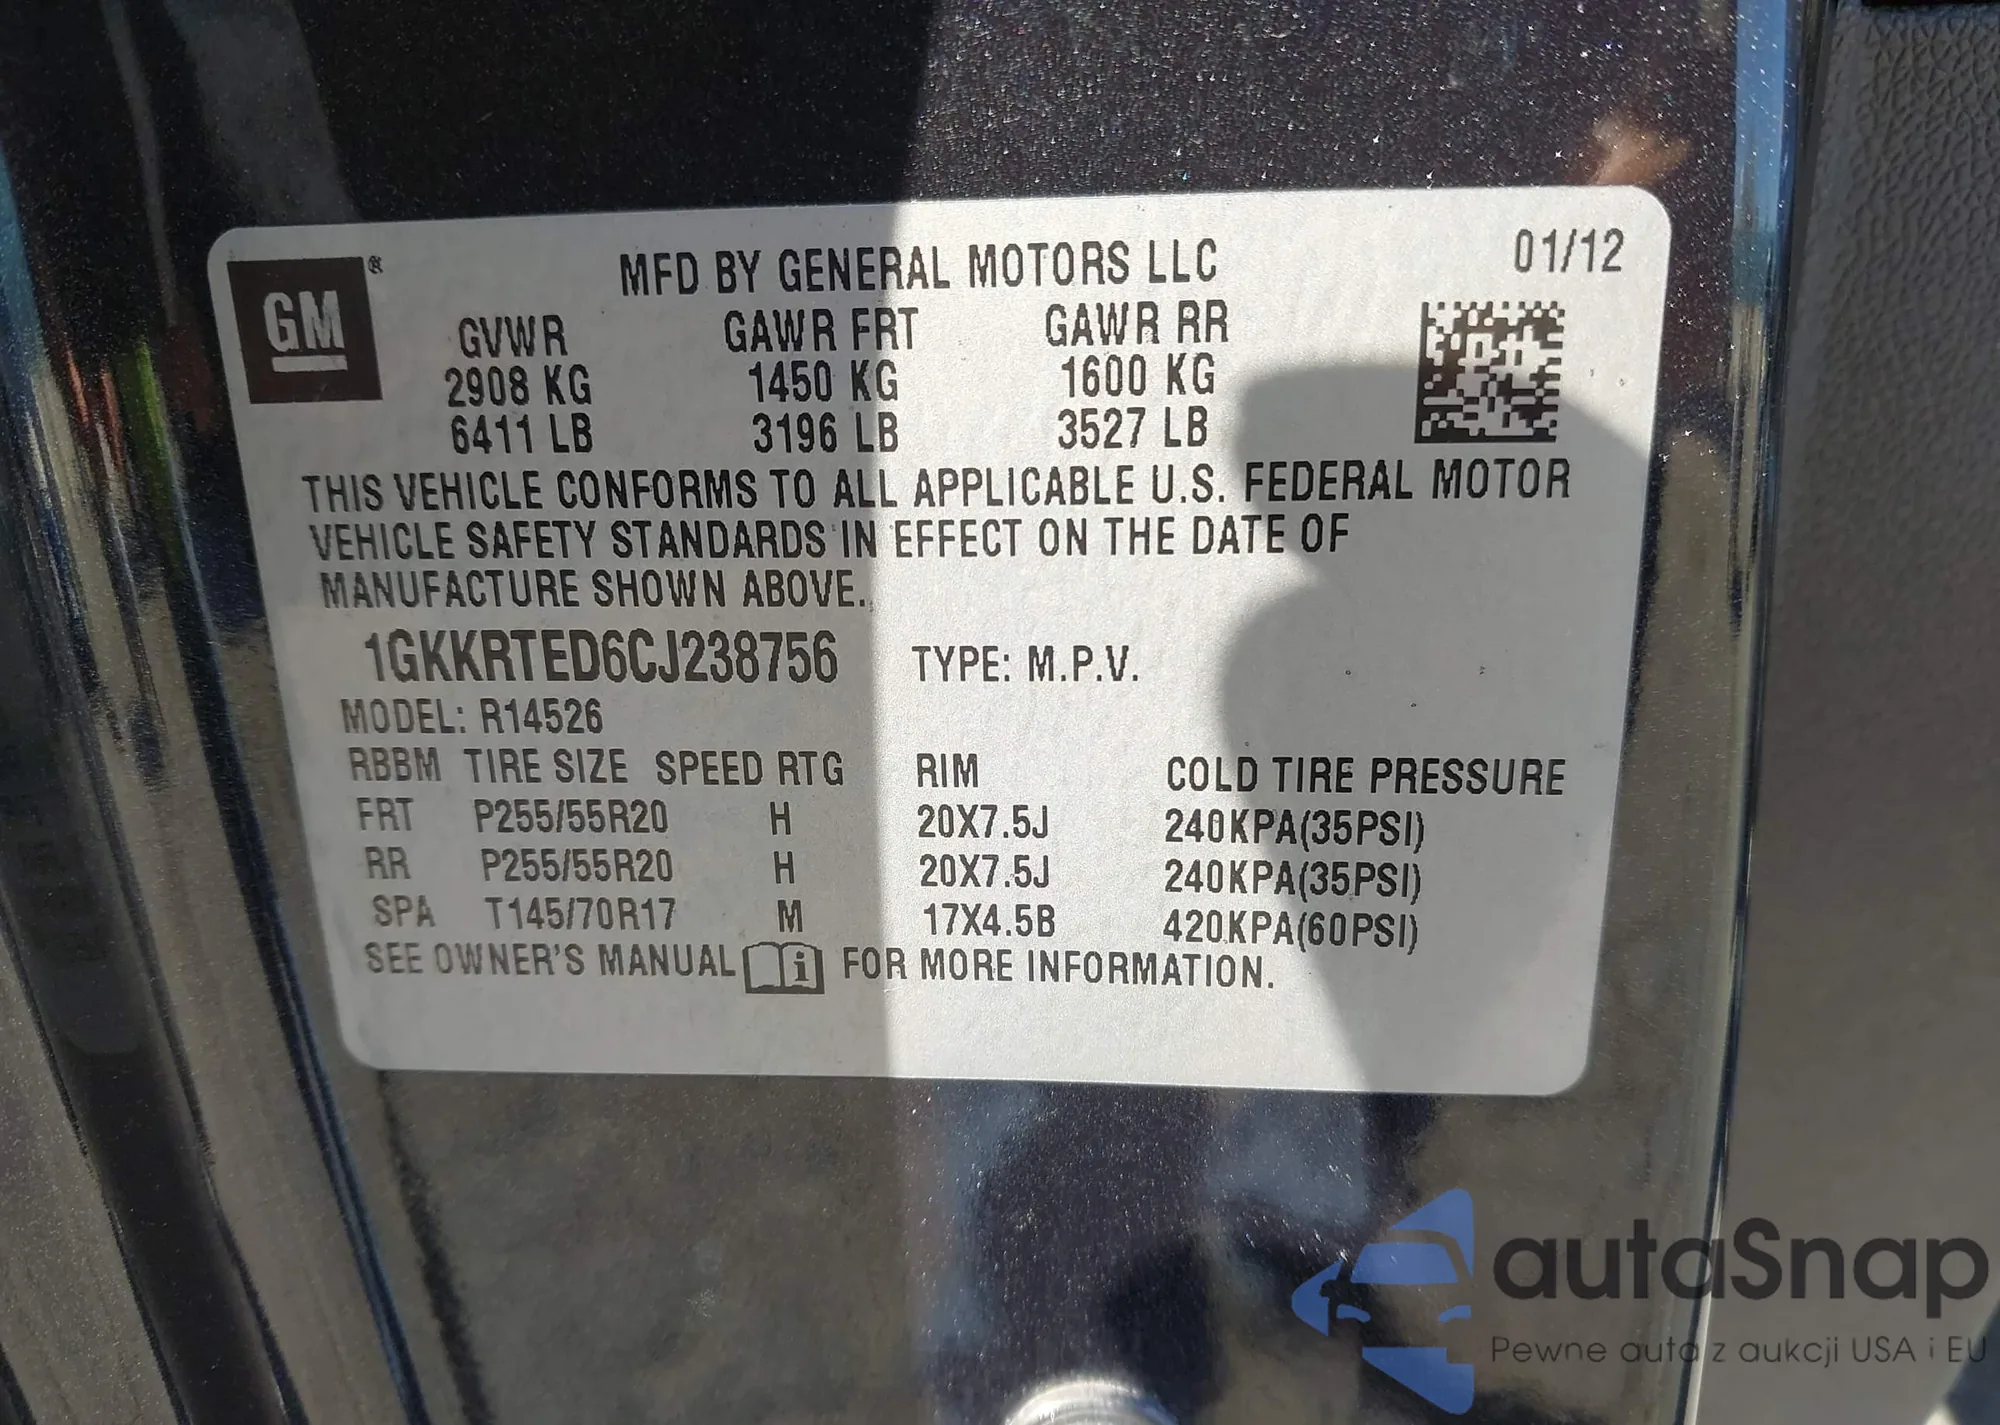 GM ®
MFD BY GENERAL MOTORS LLC 01/12
GVWR GAWR FRT GAWR RR
2908 KG 1450 KG 1600 KG
6411 LB 3196 LB 3527 LB
THIS VEHICLE CONFORMS TO ALL APPLICABLE U.S. FEDERAL MOTOR
VEHICLE SAFETY STANDARDS IN EFFECT ON THE DATE OF
MANUFACTURE SHOWN ABOVE.
1GKKRTED6CJ238756 TYPE: M.P.V.
MODEL: R14526
RBBM TIRE SIZE SPEED RTG RIM COLD TIRE PRESSURE
FRT P255/55R20 H 20X7.5J 240KPA(35PSI)
RR P255/55R20 H 20X7.5J 240KPA(35PSI)
SPA T145/70R17 M 17X4.5B 420KPA(60PSI)
SEE OWNER'S MANUAL i FOR MORE INFORMATION.
autaSnap
Pewne auta z aukcji USA i EU